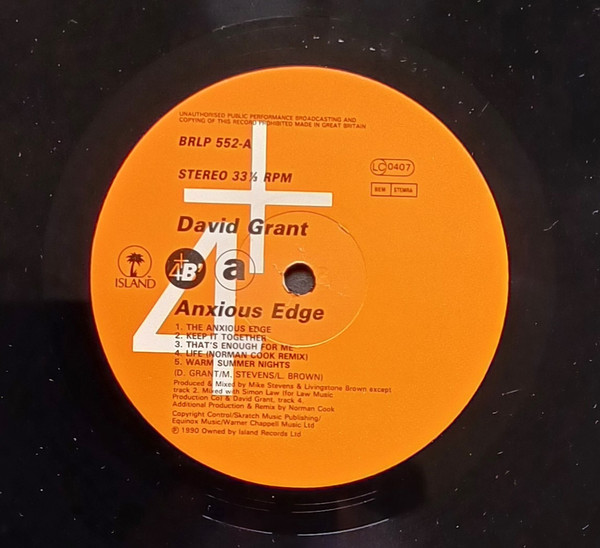 UNAUTHORISED PUBLIC PERFORMANCE BROADCASTING AND
COPYING OF THIS RECORD PROHIBITED MADE IN GREAT BRITAIN
BRLP 552-A
STEREO 33⅓ RPM
LC 0407
BIEM STEMRA
David Grant
ISLAND
4th+B'way
a
Anxious Edge
1. THE ANXIOUS EDGE
2. KEEP IT TOGETHER
3. THAT'S ENOUGH FOR ME
4. LIFE (NORMAN COOK REMIX)
5. WARM SUMMER NIGHTS
(D. GRANT/M. STEVENS/L. BROWN)
Produced & Mixed by Mike Stevens & Livingstone Brown except
track 2. Mixed with Simon Law (for Law Music
Production Co) & David Grant, track 4.
Additional Production & Remix by Norman Cook
Copyright Control/Skratch Music Publishing/
Equinox Music/Warner Chappell Music Ltd
℗ 1990 Owned by Island Records Ltd